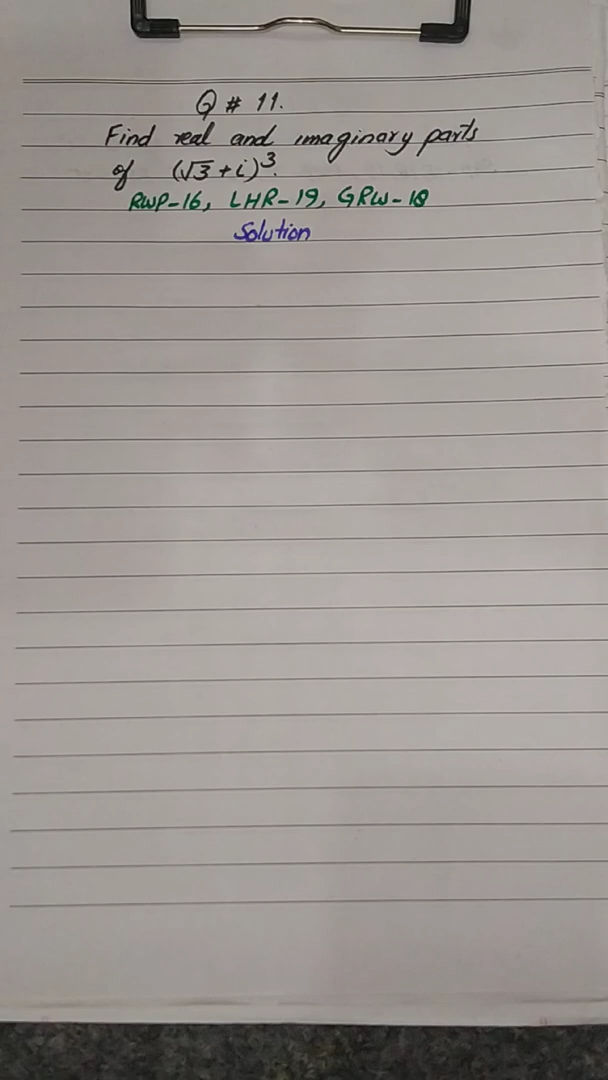 Q # 11.
Find real and imaginary parts
of (√3 + i)³.
RWP-16, LHR-19, GRW-18
Solution